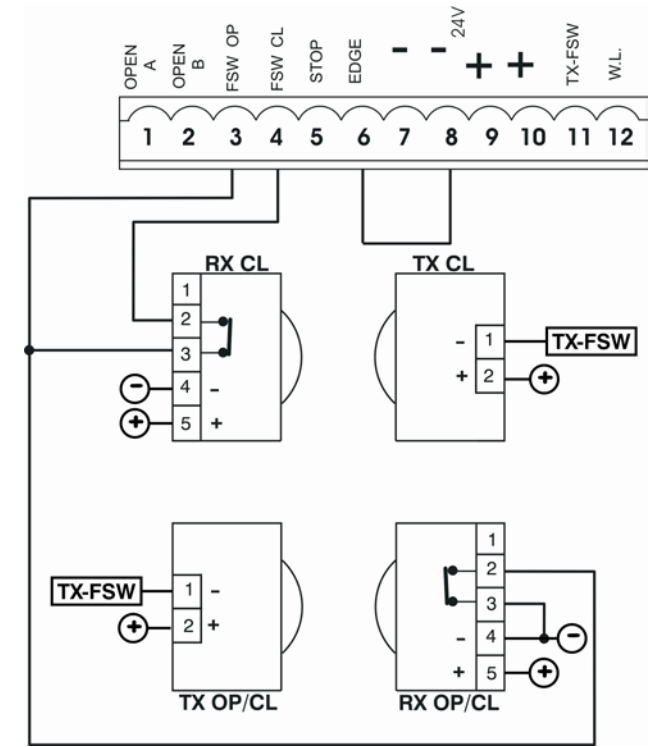 OPEN A
OPEN B
FSW OP
FSW CL
STOP
EDGE
-
-
24V
+
+
TX-FSW
W.L.
1 2 3 4 5 6 7 8 9 10 11 12
RX CL
1
2
3
4 -
5 +
TX CL
- 1 TX-FSW
+ 2 +
-
+
TX-FSW 1 -
+ 2 +
TX OP/CL
1
2
3
- 4 -
+ 5 +
RX OP/CL